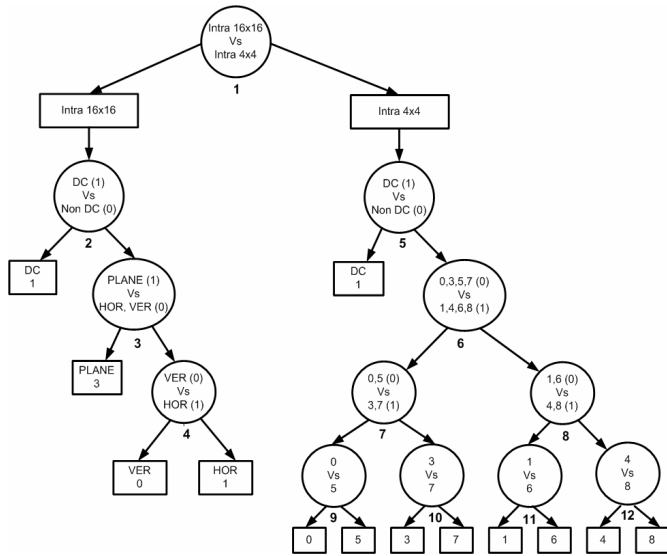 Intra 16x16
Vs
Intra 4x4
1
Intra 16x16
Intra 4x4
DC (1)
Vs
Non DC (0)
2
DC (1)
Vs
Non DC (0)
5
DC
1
PLANE (1)
Vs
HOR, VER (0)
3
DC
1
0,3,5,7 (0)
Vs
1,4,6,8 (1)
6
PLANE
3
VER (0)
Vs
HOR (1)
4
0,5 (0)
Vs
3,7 (1)
7
1,6 (0)
Vs
4,8 (1)
8
VER
0
HOR
1
0
Vs
5
9
3
Vs
7
10
1
Vs
6
11
4
Vs
8
12
0
5
3
7
1
6
4
8